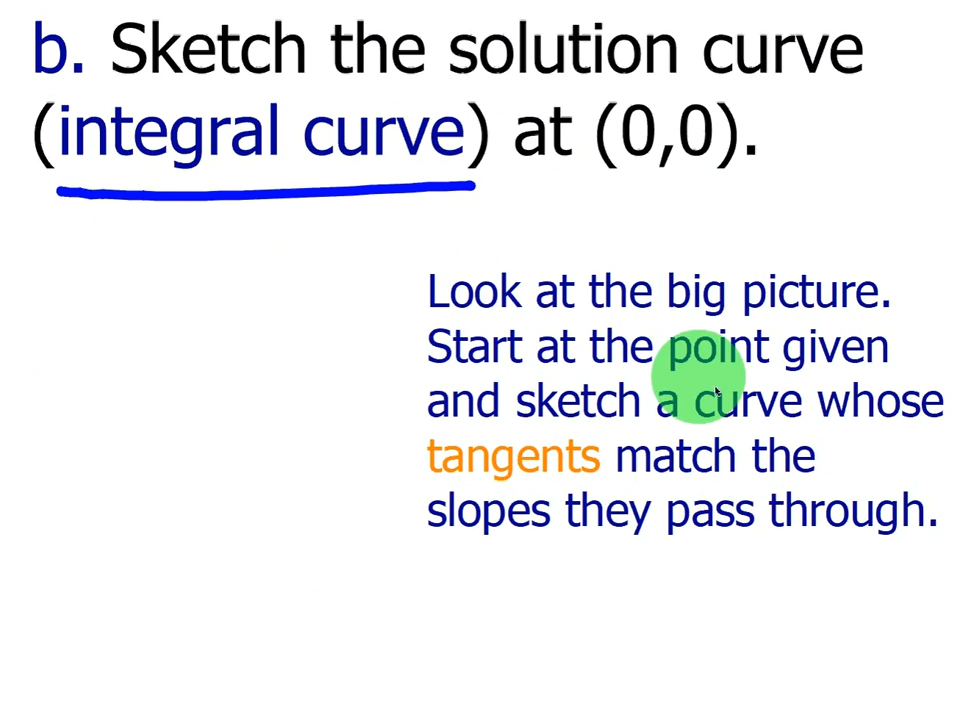 b. Sketch the solution curve
(integral curve) at (0,0).
Look at the big picture.
Start at the point given
and sketch a curve whose
tangents match the
slopes they pass through.